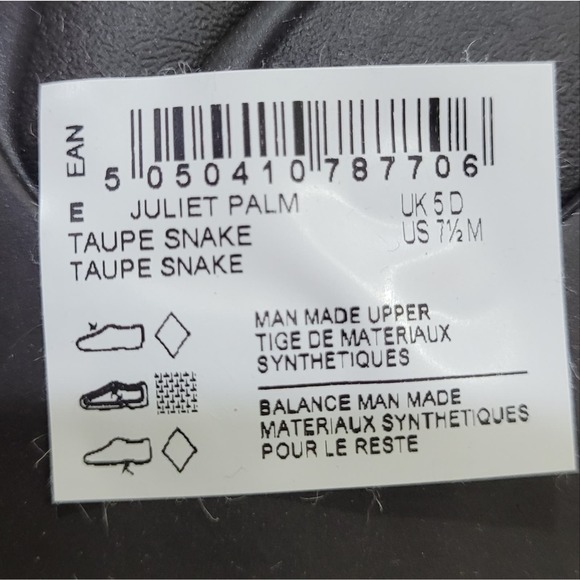 EAN
5 050410 787706
E JULIET PALM UK 5 D
TAUPE SNAKE US 7½ M
TAUPE SNAKE
MAN MADE UPPER
TIGE DE MATERIAUX
SYNTHETIQUES
BALANCE MAN MADE
MATERIAUX SYNTHETIQUES
POUR LE RESTE